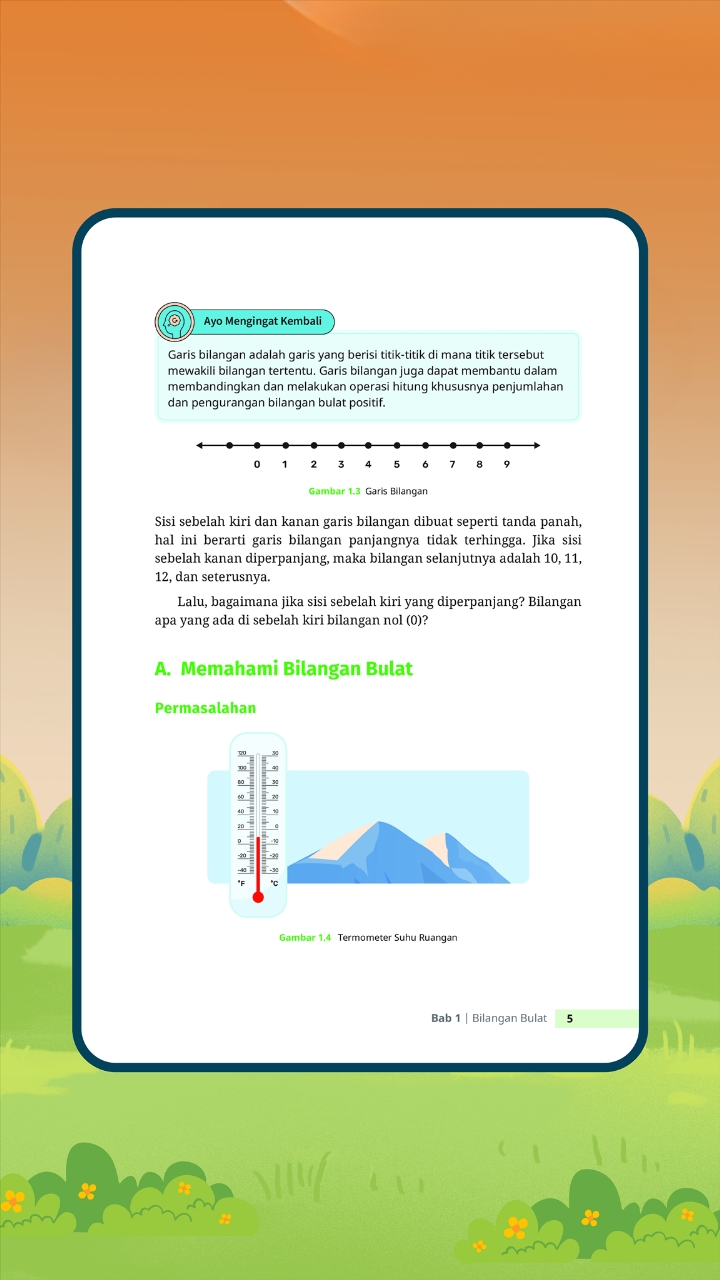 Ayo Mengingat Kembali
Garis bilangan adalah garis yang berisi titik-titik di mana titik tersebut
mewakili bilangan tertentu. Garis bilangan juga dapat membantu dalam
membandingkan dan melakukan operasi hitung khususnya penjumlahan
dan pengurangan bilangan bulat positif.
0 1 2 3 4 5 6 7 8 9
Gambar 1.3 Garis Bilangan
Sisi sebelah kiri dan kanan garis bilangan dibuat seperti tanda panah,
hal ini berarti garis bilangan panjangnya tidak terhingga. Jika sisi
sebelah kanan diperpanjang, maka bilangan selanjutnya adalah 10, 11,
12, dan seterusnya.
Lalu, bagaimana jika sisi sebelah kiri yang diperpanjang? Bilangan
apa yang ada di sebelah kiri bilangan nol (0)?
A. Memahami Bilangan Bulat
Permasalahan
120 50
100 40
80 30
60 20
40 10
20 0
0 -10
-20 -20
-40 -30
°F °C
Gambar 1.4 Termometer Suhu Ruangan
Bab 1 | Bilangan Bulat 5